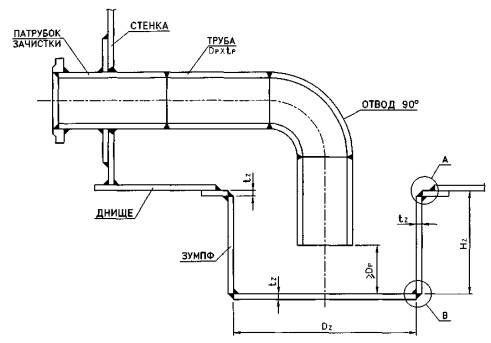 СТЕНКА
ПАТРУБОК
ЗАЧИСТКИ
ТРУБА
Dp x tp
ОТВОД 90°
A
tz
ДНИЩЕ
tz
Hz
ЗУМПФ
tz
≥Dp
B
Dz